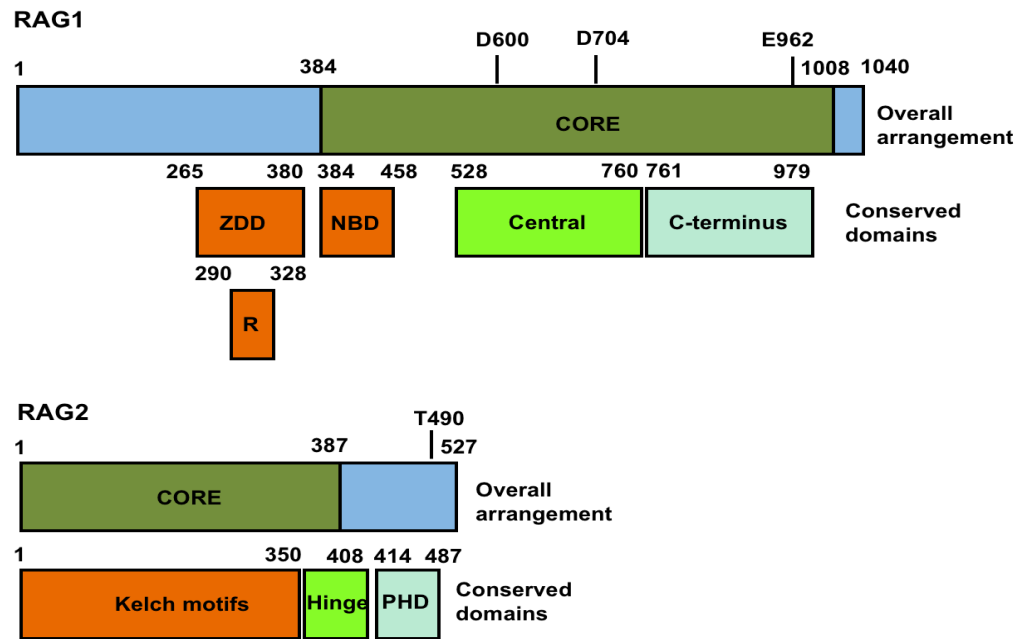 RAG1
D600 D704 E962
1 384 1008 1040
CORE
Overall
arrangement
265 380 384 458 528 760 761 979
ZDD NBD Central C-terminus
Conserved
domains
290 328
R
RAG2
T490
1 387 527
CORE
Overall
arrangement
1 350 408 414 487
Kelch motifs Hinge PHD
Conserved
domains